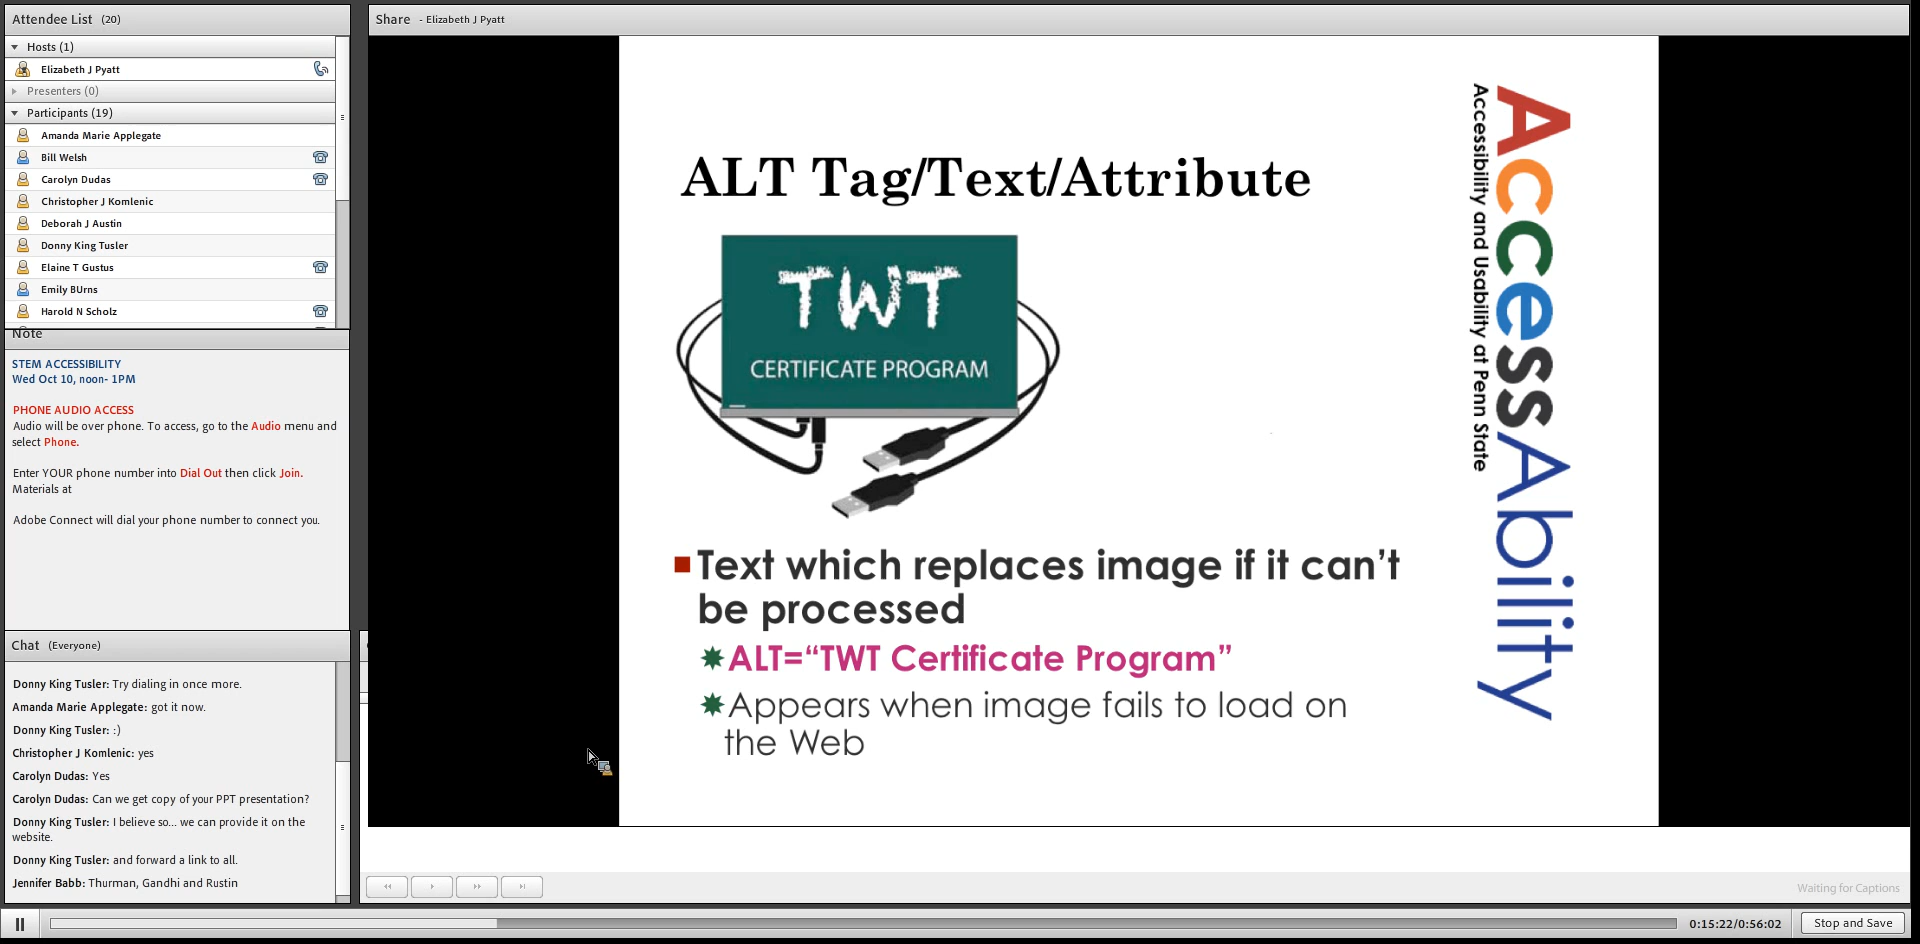 Attendee List (20)
Hosts (1)
Elizabeth J Pyatt
Presenters (0)
Participants (19)
Amanda Marie Applegate
Bill Welsh
Carolyn Dudas
Christopher J Komlenic
Deborah J Austin
Donny King Tusler
Elaine T Gustus
Emily BUrns
Harold N Scholz
Note
STEM ACCESSIBILITY
Wed Oct 10, noon- 1PM
PHONE AUDIO ACCESS
Audio will be over phone. To access, go to the Audio menu and
select Phone.
Enter YOUR phone number into Dial Out then click Join.
Materials at
Adobe Connect will dial your phone number to connect you.
Chat (Everyone)
Donny King Tusler: Try dialing in once more.
Amanda Marie Applegate: got it now.
Donny King Tusler: :)
Christopher J Komlenic: yes
Carolyn Dudas: Yes
Carolyn Dudas: Can we get copy of your PPT presentation?
Donny King Tusler: I believe so... we can provide it on the
website.
Donny King Tusler: and forward a link to all.
Jennifer Babb: Thurman, Gandhi and Rustin
Share - Elizabeth J Pyatt
ALT Tag/Text/Attribute
TWT
CERTIFICATE PROGRAM
Text which replaces image if it can’t
be processed
ALT=“TWT Certificate Program”
Appears when image fails to load on
the Web
AccessAbility
Accessibility and Usability at Penn State
Waiting for Captions
0:15:22/0:56:02
Stop and Save